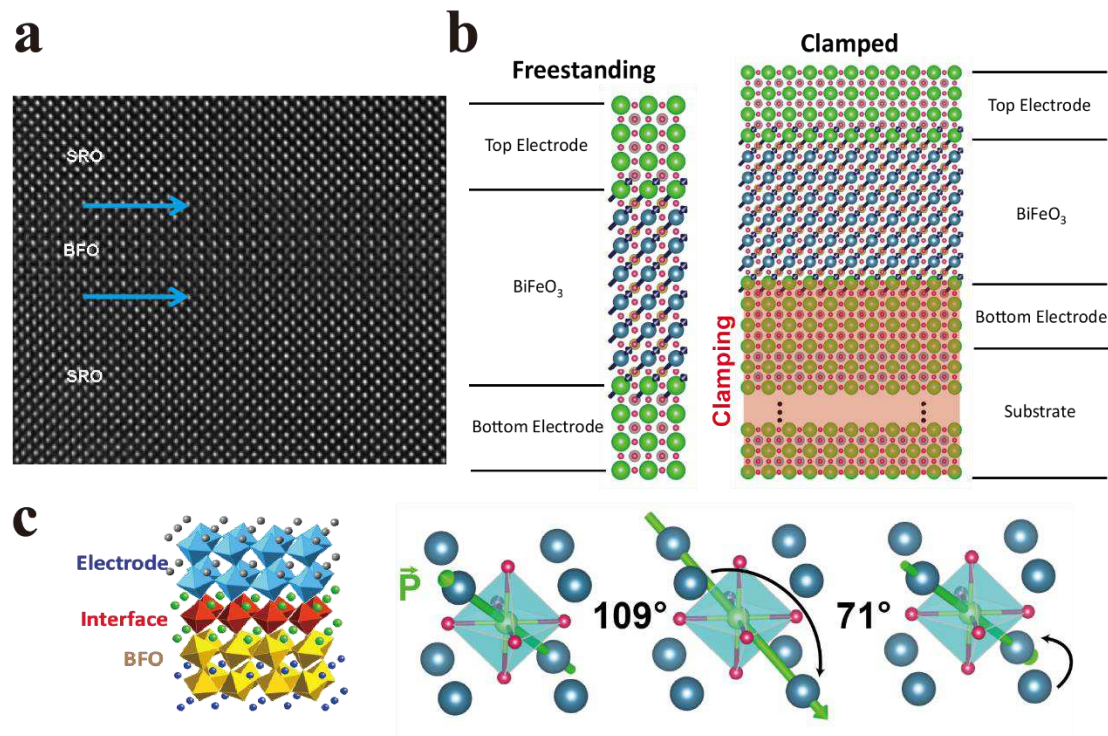 a
SRO
BFO
SRO
b
Freestanding
Top Electrode
BiFeO₃
Bottom Electrode
Clamped
Clamping
Top Electrode
BiFeO₃
Bottom Electrode
Substrate
c
Electrode
Interface
BFO
P⃗
109°
71°